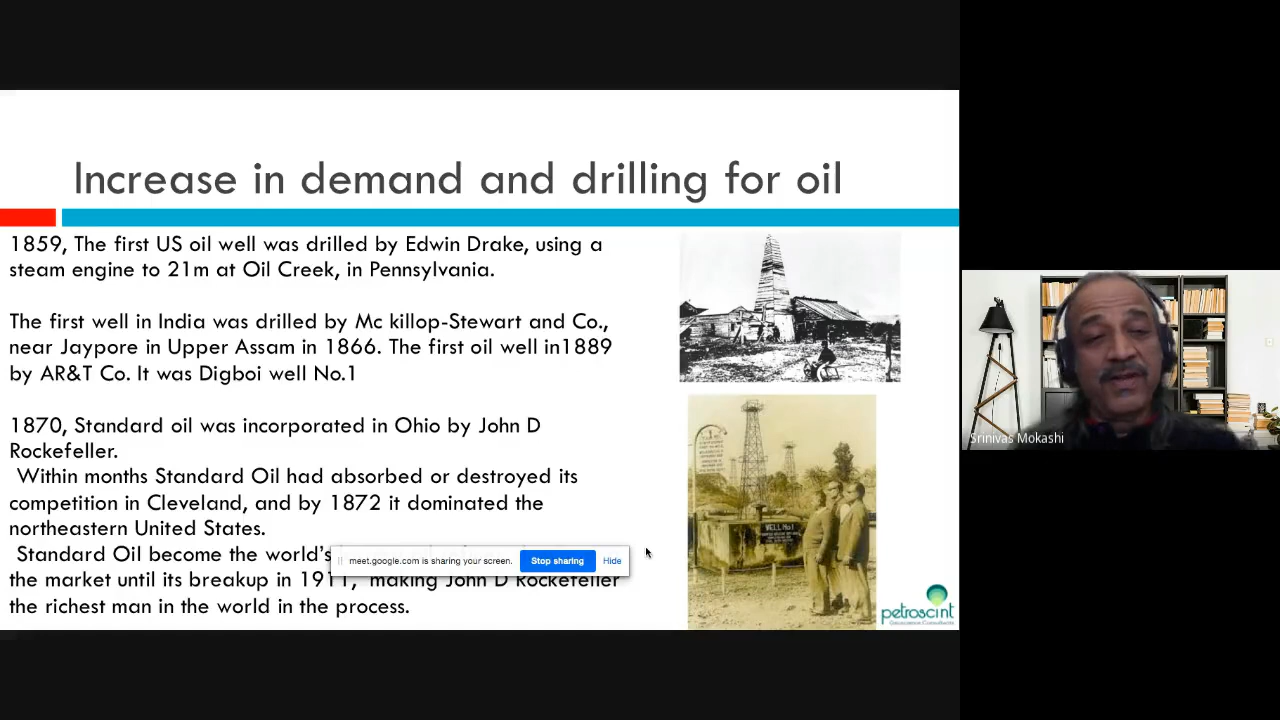 Increase in demand and drilling for oil
1859, The first US oil well was drilled by Edwin Drake, using a
steam engine to 21m at Oil Creek, in Pennsylvania.
The first well in India was drilled by Mc killop-Stewart and Co.,
near Jaypore in Upper Assam in 1866. The first oil well in1889
by AR&T Co. It was Digboi well No.1
1870, Standard oil was incorporated in Ohio by John D
Rockefeller.
Within months Standard Oil had absorbed or destroyed its
competition in Cleveland, and by 1872 it dominated the
northeastern United States.
Standard Oil become the world's
meet.google.com is sharing your screen. Stop sharing Hide
the market until its breakup in 1911, making John D Rockefeller
the richest man in the world in the process.
WELL No 1
petroscint
Geoscience Consultants
Srinivas Mokashi